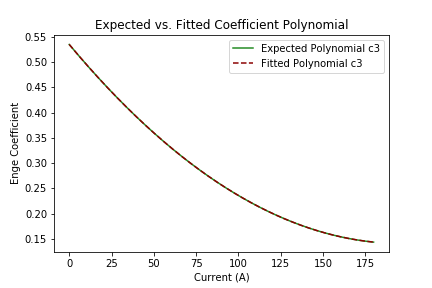 Expected vs. Fitted Coefficient Polynomial
Expected Polynomial c3
Fitted Polynomial c3
Enge Coefficient
0.55
0.50
0.45
0.40
0.35
0.30
0.25
0.20
0.15
0 25 50 75 100 125 150 175
Current (A)